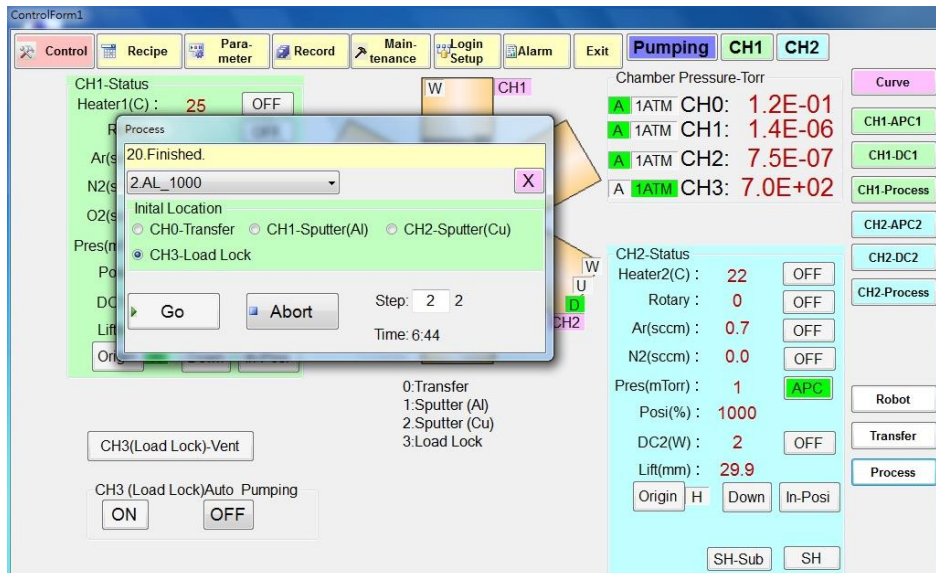 ControlForm1
Control
Recipe
Para-
meter
Record
Main-
tenance
Login
Setup
Alarm
Exit
Pumping
CH1
CH2
CH1-Status
Heater1(C) : 25 OFF
Ar(s
N2(s
O2(s
Pres(m
Po
DC
Lift
Process
20.Finished.
2.AL_1000
X
Inital Location
CH0-Transfer
CH1-Sputter(Al)
CH2-Sputter(Cu)
CH3-Load Lock
Go
Abort
Step: 2 2
Time: 6:44
W
CH1
W
U
D
CH2
0:Transfer
1:Sputter (Al)
2.Sputter (Cu)
3:Load Lock
CH3(Load Lock)-Vent
CH3 (Load Lock)Auto Pumping
ON
OFF
Chamber Pressure-Torr
A 1ATM CH0: 1.2E-01
A 1ATM CH1: 1.4E-06
A 1ATM CH2: 7.5E-07
A 1ATM CH3: 7.0E+02
CH2-Status
Heater2(C) : 22 OFF
Rotary : 0 OFF
Ar(sccm) : 0.7 OFF
N2(sccm) : 0.0 OFF
Pres(mTorr) : 1 APC
Posi(%) : 1000
DC2(W) : 2 OFF
Lift(mm) : 29.9
Origin H Down In-Posi
SH-Sub SH
Curve
CH1-APC1
CH1-DC1
CH1-Process
CH2-APC2
CH2-DC2
CH2-Process
Robot
Transfer
Process